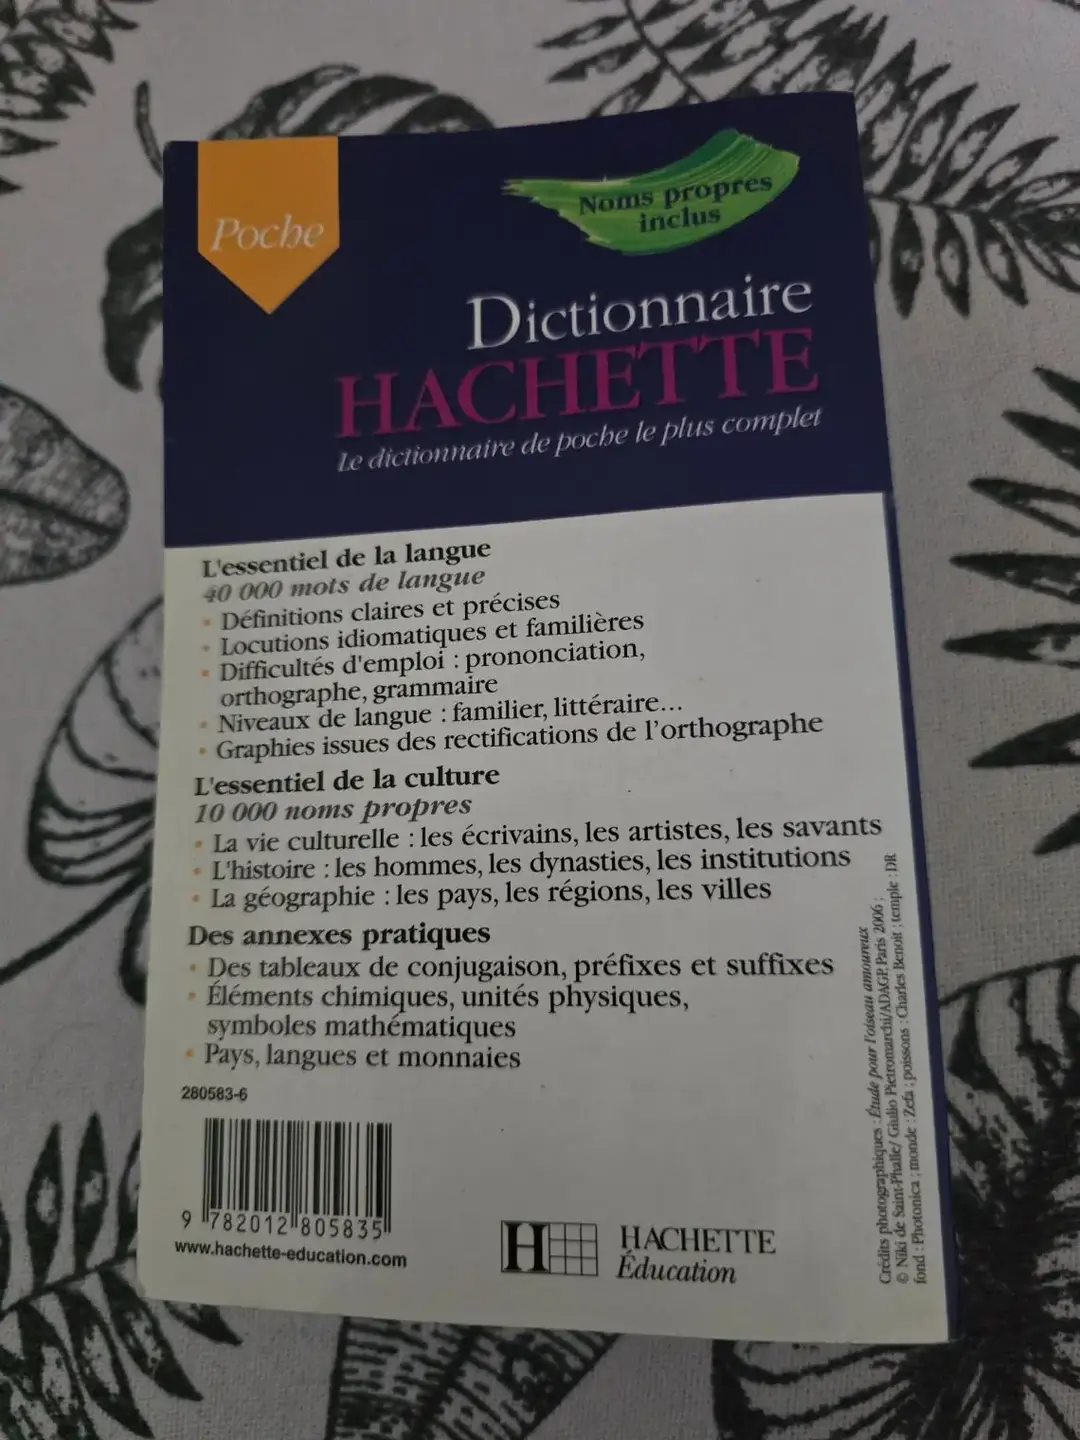 Poche
Noms propres
inclus
Dictionnaire
HACHETTE
Le dictionnaire de poche le plus complet
L'essentiel de la langue
40 000 mots de langue
• Définitions claires et précises
• Locutions idiomatiques et familières
• Difficultés d'emploi : prononciation,
orthographe, grammaire
• Niveaux de langue : familier, littéraire...
• Graphies issues des rectifications de l'orthographe
L'essentiel de la culture
10 000 noms propres
• La vie culturelle : les écrivains, les artistes, les savants
• L'histoire : les hommes, les dynasties, les institutions
• La géographie : les pays, les régions, les villes
Des annexes pratiques
• Des tableaux de conjugaison, préfixes et suffixes
• Éléments chimiques, unités physiques,
symboles mathématiques
• Pays, langues et monnaies
280583-6
9 782012 805835
www.hachette-education.com
H
HACHETTE
Éducation
Crédits photographiques : Étude pour l'oiseau amoureux
© Niki de Saint-Phalle/ Giulio Pietromarchi/ADAGP, Paris 2006 ;
fond : Photonica ; monde : Zefa ; poissons : Charles Benoit ; temple : DR